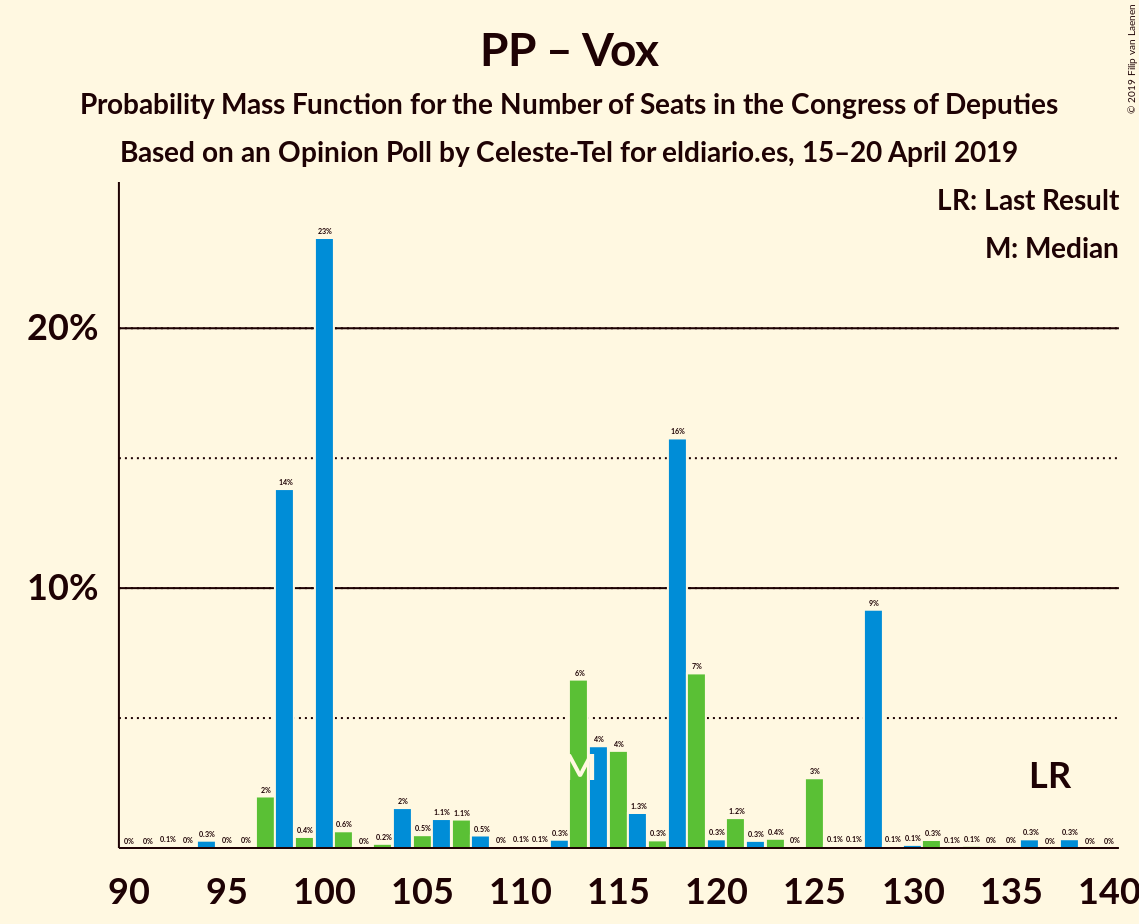 PP – Vox
Probability Mass Function for the Number of Seats in the Congress of Deputies
Based on an Opinion Poll by Celeste-Tel for eldiario.es, 15–20 April 2019
© 2019 Filip van Laenen
LR: Last Result
M: Median
20%
10%
0% 0% 0.1% 0% 0.3% 0% 0% 2% 14% 0.4% 23% 0.6% 0% 0.2% 2% 0.5% 1.1% 1.1% 0.5% 0% 0.1% 0.1% 0.3% 6% 4% 4% 1.3% 0.3% 16% 7% 0.3% 1.2% 0.3% 0.4% 0% 3% 0.1% 0.1% 9% 0.1% 0.1% 0.3% 0.1% 0.1% 0% 0% 0.3% 0% 0.3% 0% 0%
M
LR
90 95 100 105 110 115 120 125 130 135 140